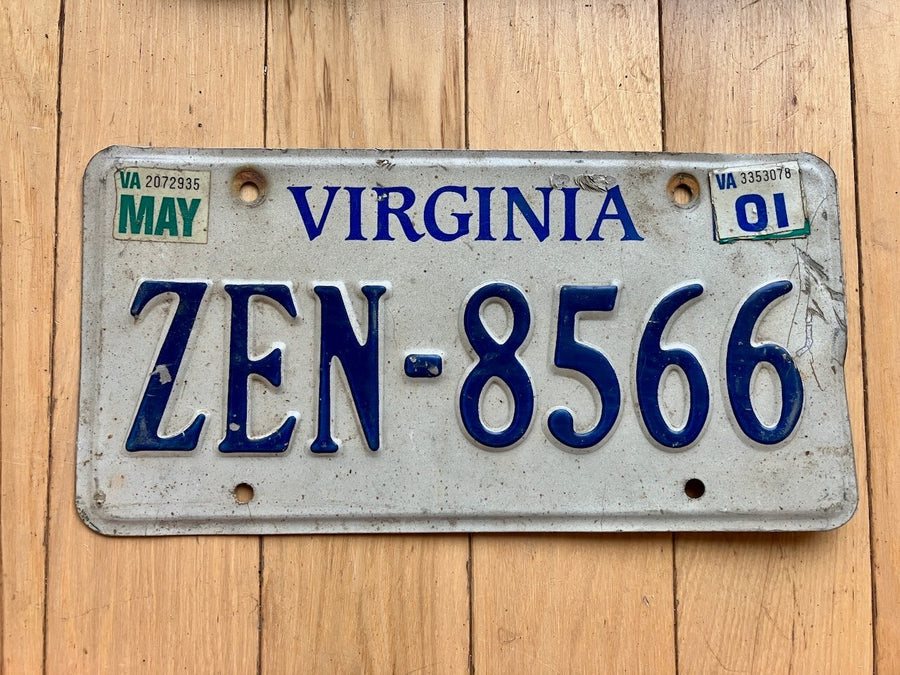 VA 2072935
MAY
VIRGINIA
VA 3353078
01
ZEN-8566